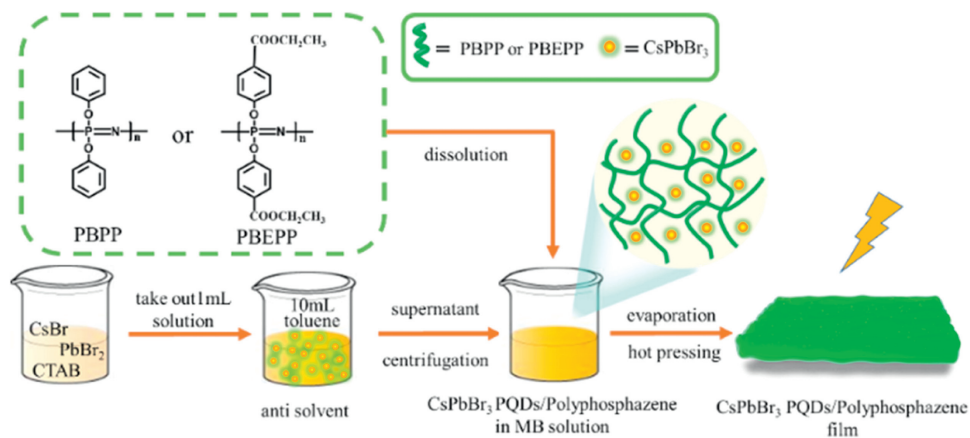 COOCH₂CH₃
= PBPP or PBEPP = CsPbBr₃
O
P=N
n
O
or
O
P=N
n
O
COOCH₂CH₃
PBPP
PBEPP
dissolution
CsBr
PbBr₂
CTAB
take out1mL
solution
10mL
toluene
anti solvent
supernatant
centrifugation
CsPbBr₃ PQDs/Polyphosphazene
in MB solution
evaporation
hot pressing
CsPbBr₃ PQDs/Polyphosphazene
film